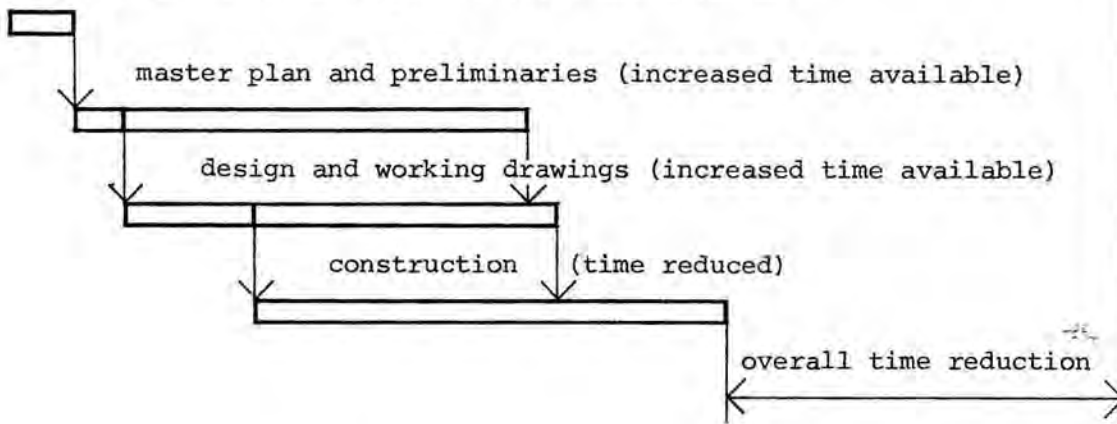 master plan and preliminaries (increased time available)
design and working drawings (increased time available)
construction (time reduced)
overall time reduction